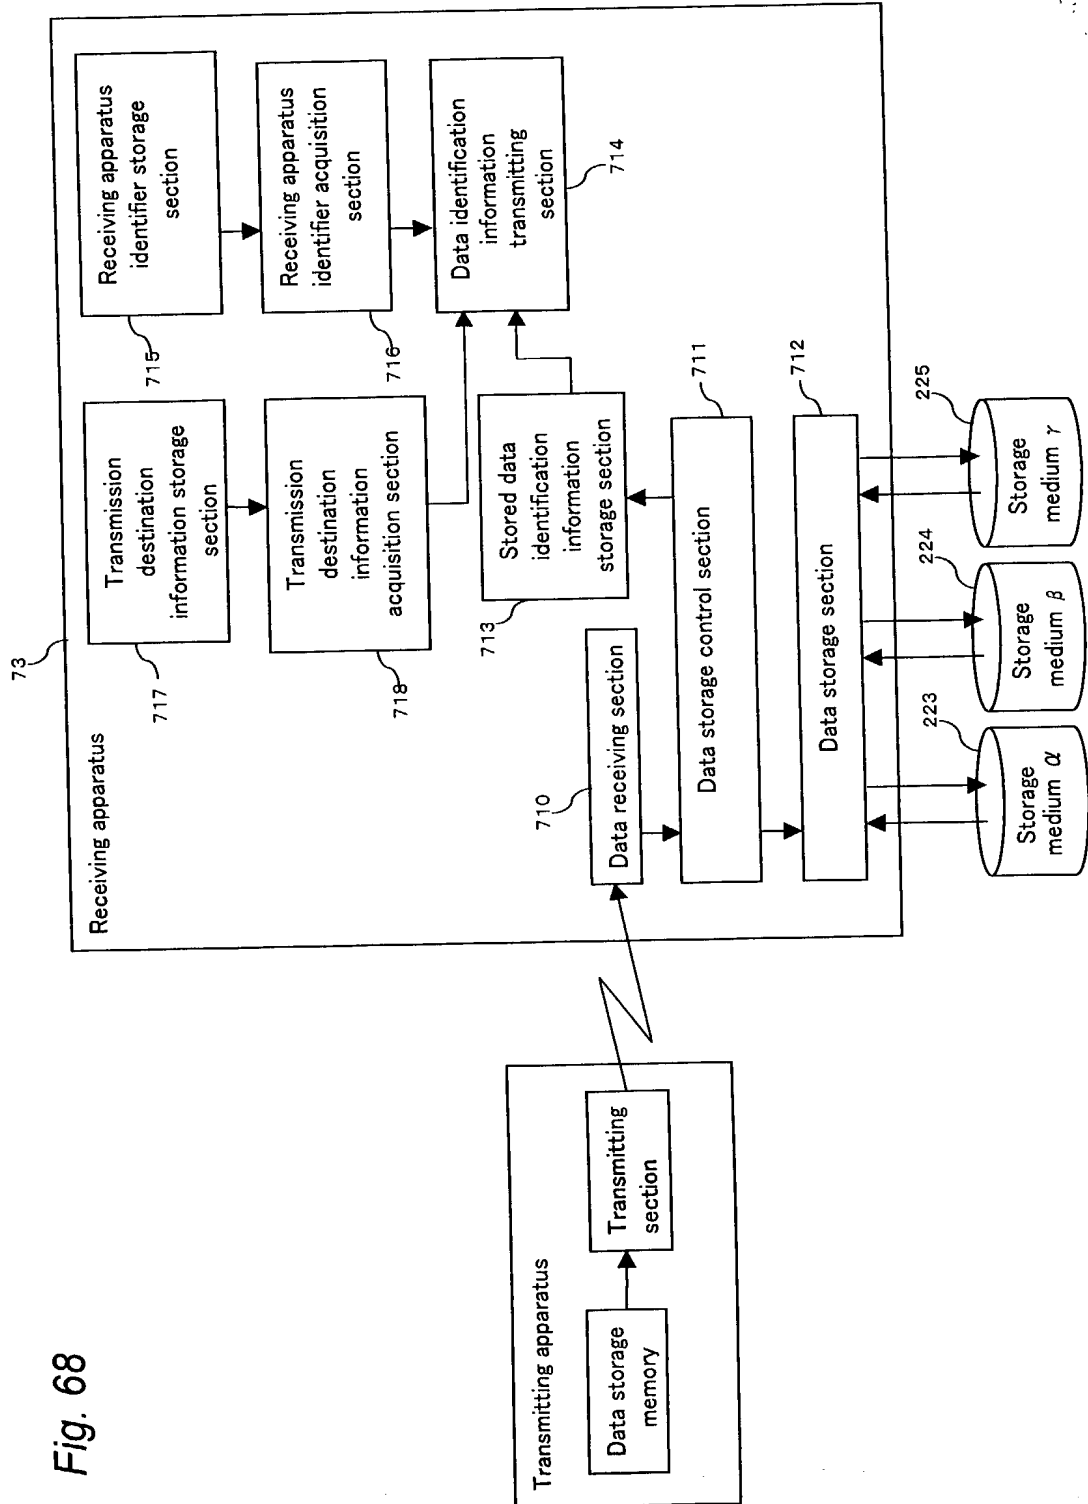 Fig. 68
Transmitting apparatus
Data storage
memory
Transmitting
section
73
Receiving apparatus
Transmission
destination
information storage
section
717
Receiving apparatus
identifier storage
section
715
Transmission
destination
information
acquisition section
718
Receiving apparatus
identifier acquisition
section
716
Data identification
information
transmitting
section
714
Stored data
identification
information
storage section
713
710
Data receiving section
711
Data storage control section
712
Data storage section
223
Storage
medium α
224
Storage
medium β
225
Storage
medium γ